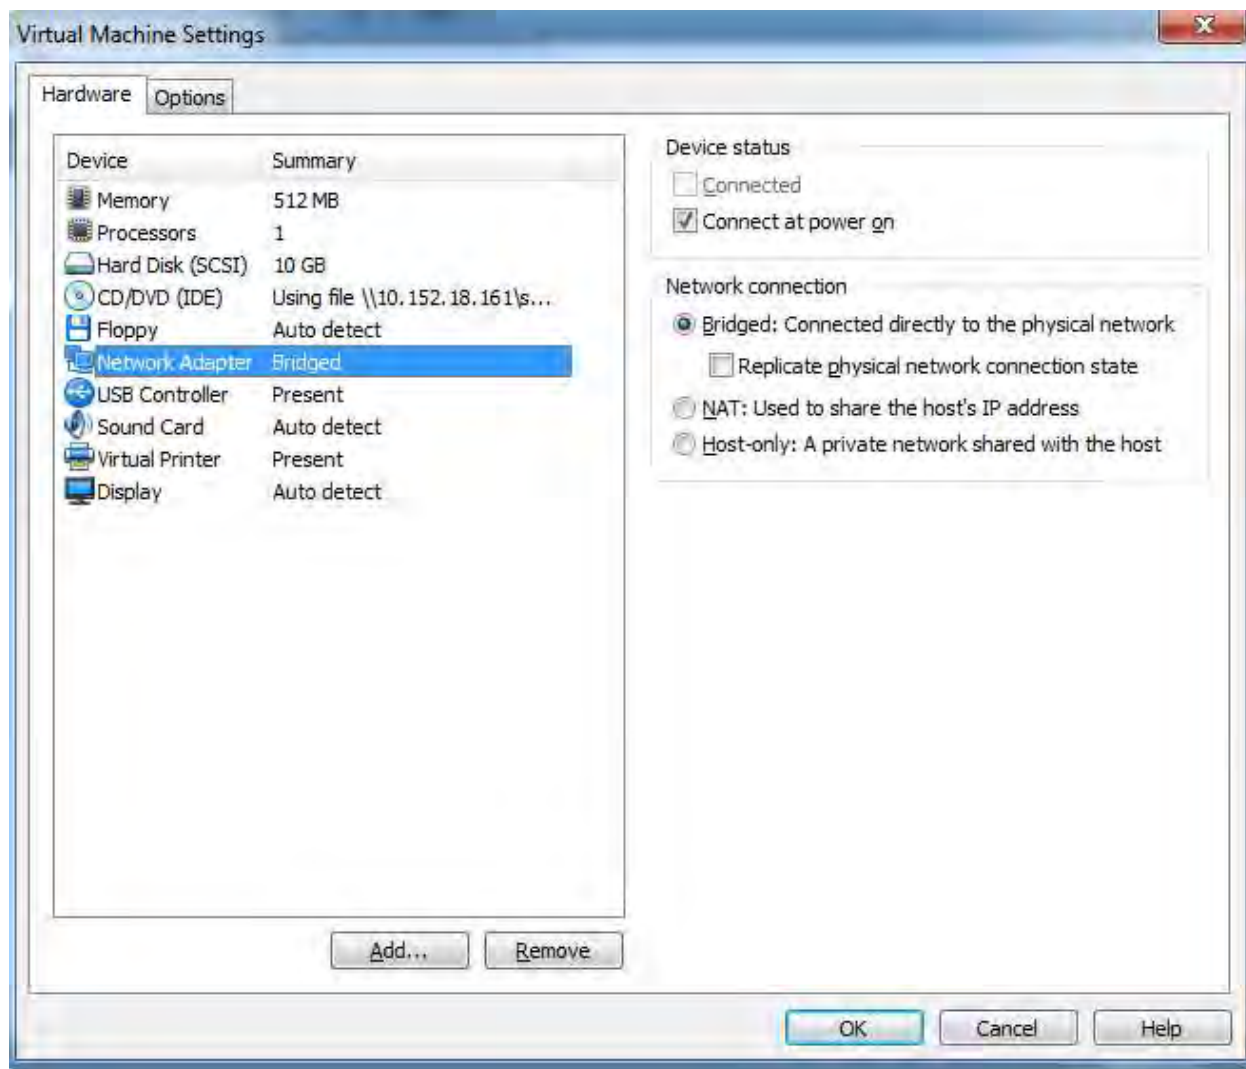 Virtual Machine Settings
Hardware Options
Device Summary
Memory 512 MB
Processors 1
Hard Disk (SCSI) 10 GB
CD/DVD (IDE) Using file \\10.152.18.161\s...
Floppy Auto detect
Network Adapter Bridged
USB Controller Present
Sound Card Auto detect
Virtual Printer Present
Display Auto detect
Add... Remove
Device status
Connected
Connect at power on
Network connection
Bridged: Connected directly to the physical network
Replicate physical network connection state
NAT: Used to share the host's IP address
Host-only: A private network shared with the host
OK Cancel Help